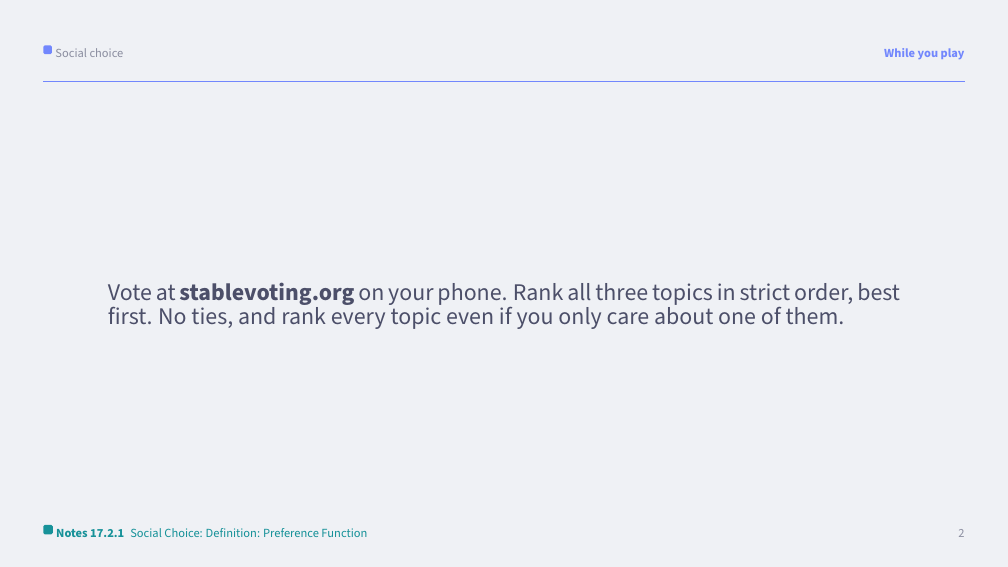 Social choice
While you play
Vote at stablevoting.org on your phone. Rank all three topics in strict order, best
first. No ties, and rank every topic even if you only care about one of them.
Notes 17.2.1 Social Choice: Definition: Preference Function
2